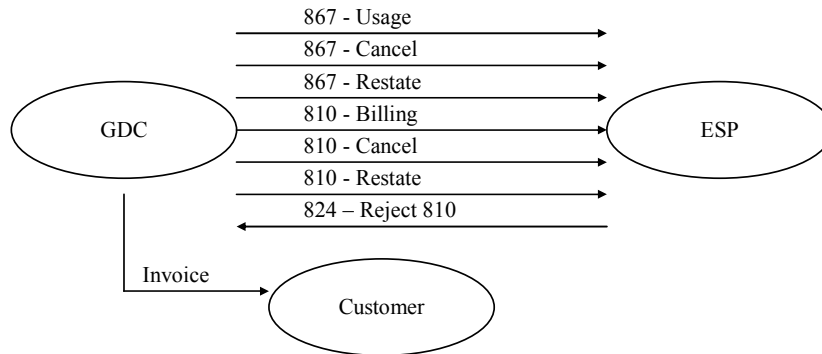 867 - Usage
867 - Cancel
867 - Restate
GDC
810 - Billing
ESP
810 - Cancel
810 - Restate
824 – Reject 810
Invoice
Customer